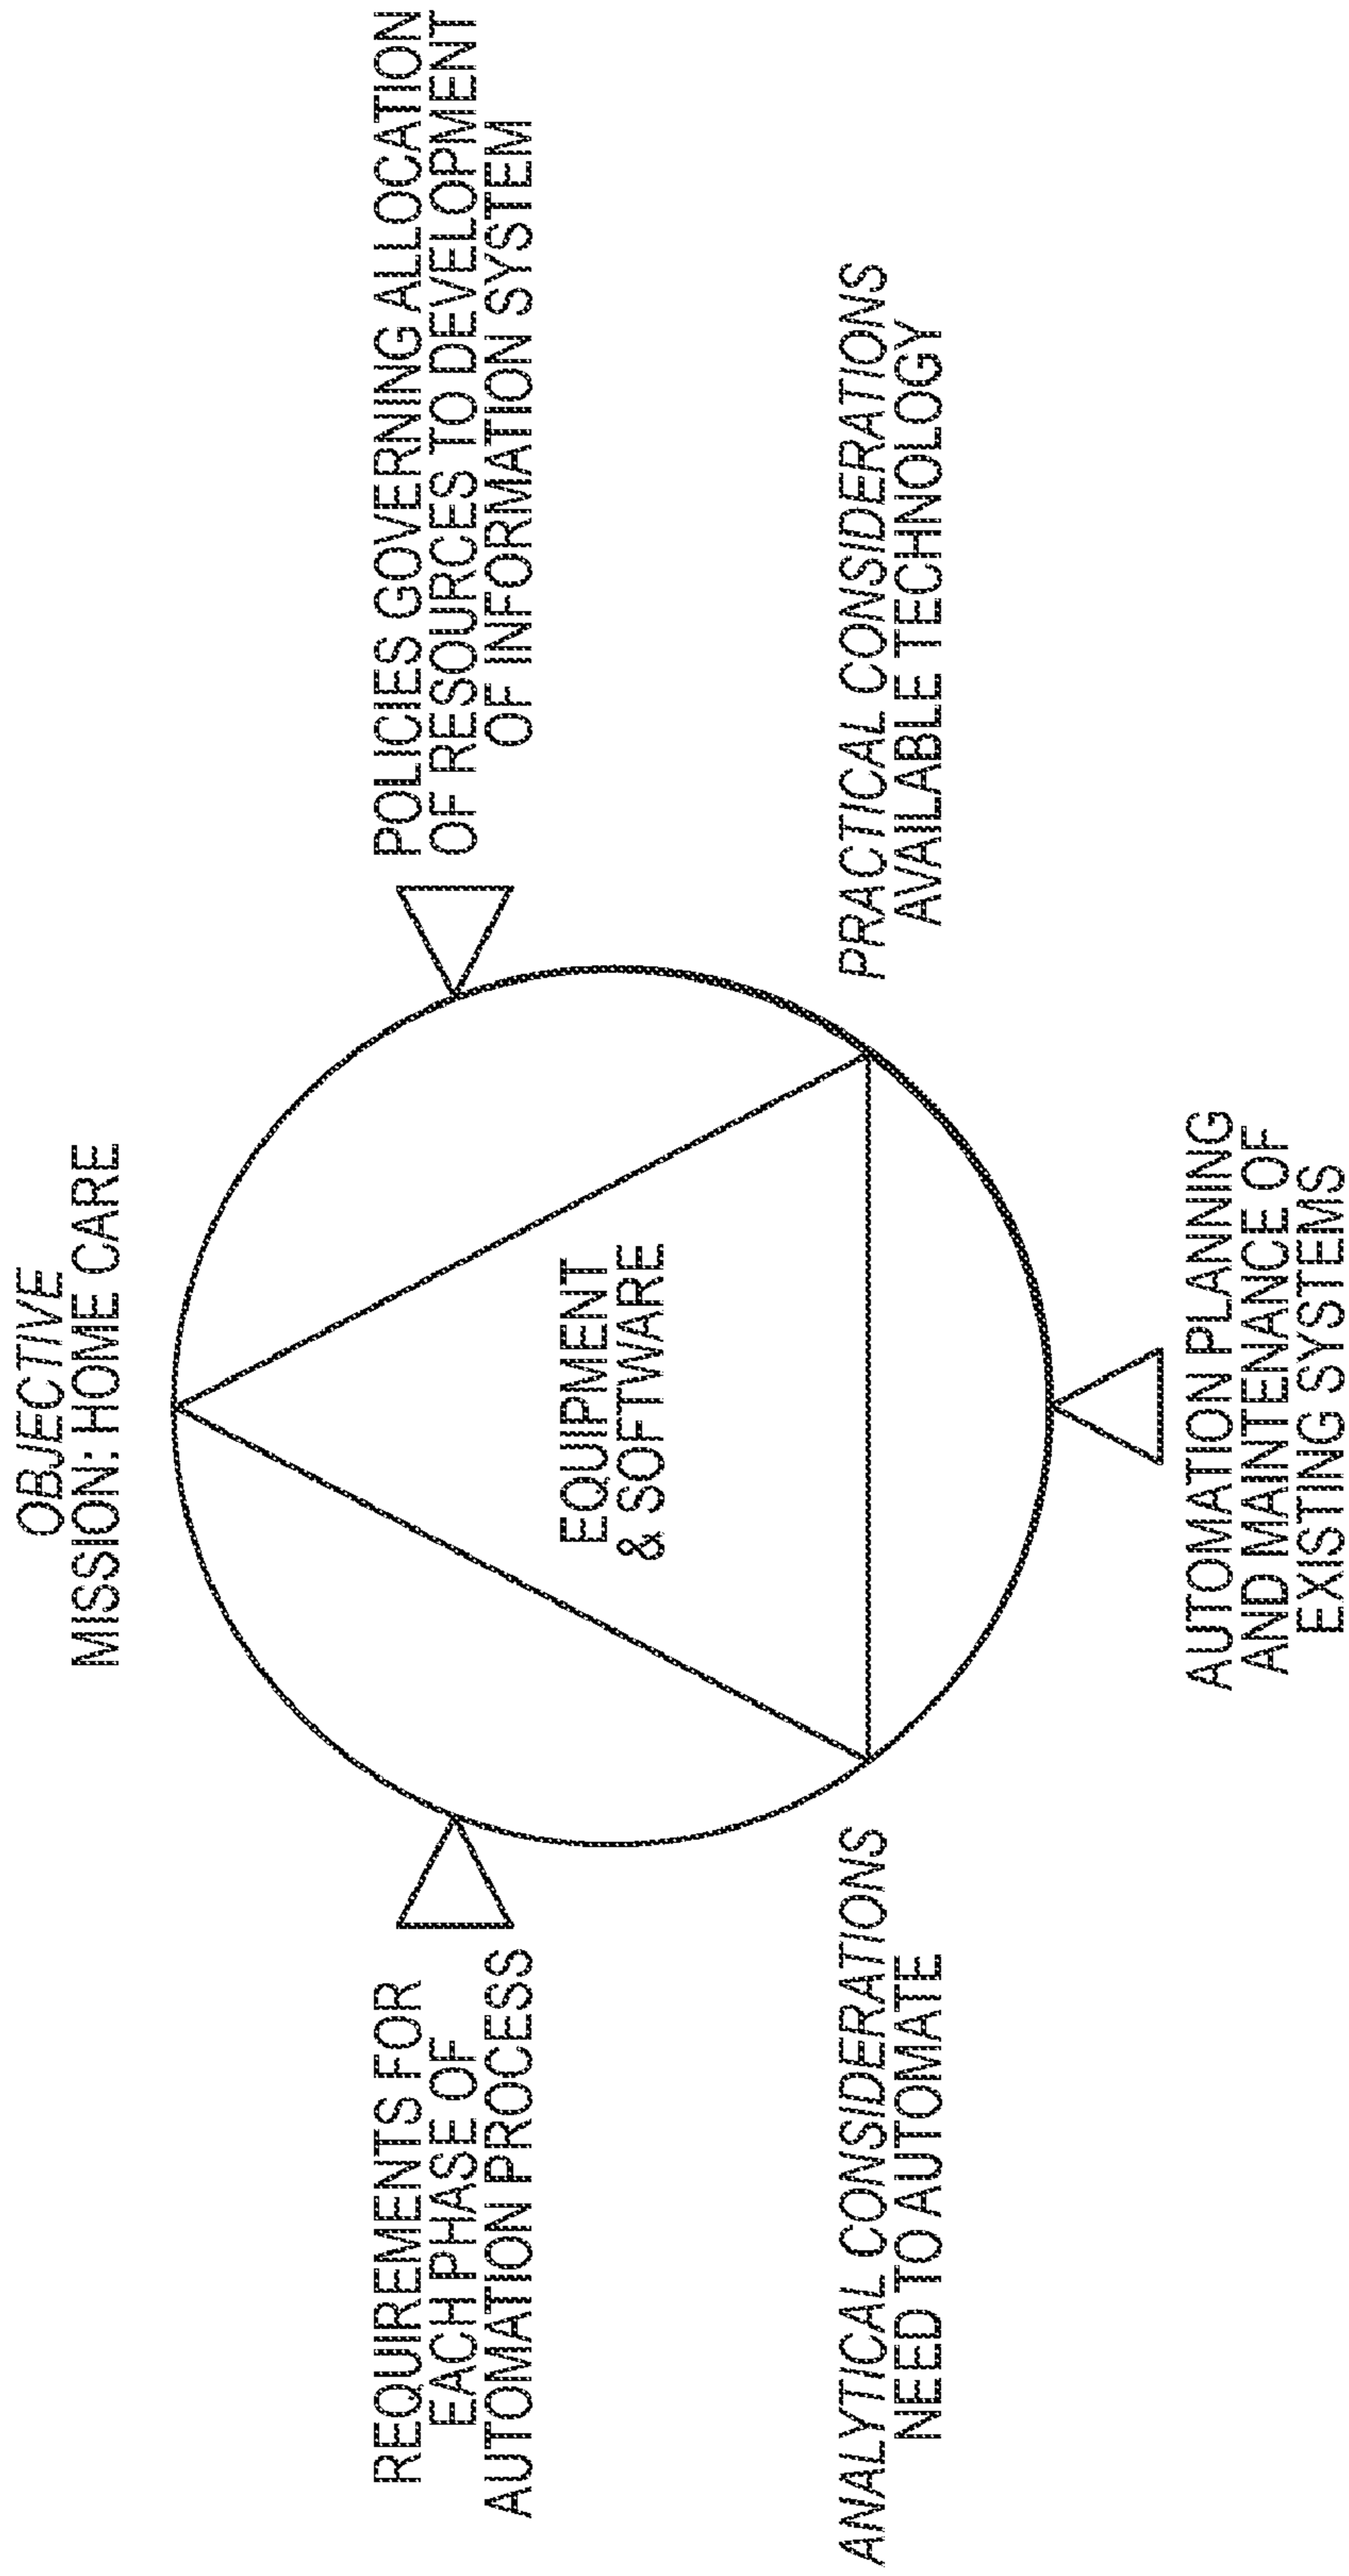 OBJECTIVE
MISSION: HOME CARE
REQUIREMENTS FOR
EACH PHASE OF
AUTOMATION PROCESS
POLICIES GOVERNING ALLOCATION
OF RESOURCES TO DEVELOPMENT
OF INFORMATION SYSTEM
EQUIPMENT
& SOFTWARE
ANALYTICAL CONSIDERATIONS
NEED TO AUTOMATE
PRACTICAL CONSIDERATIONS
AVAILABLE TECHNOLOGY
AUTOMATION PLANNING
AND MAINTENANCE OF
EXISTING SYSTEMS